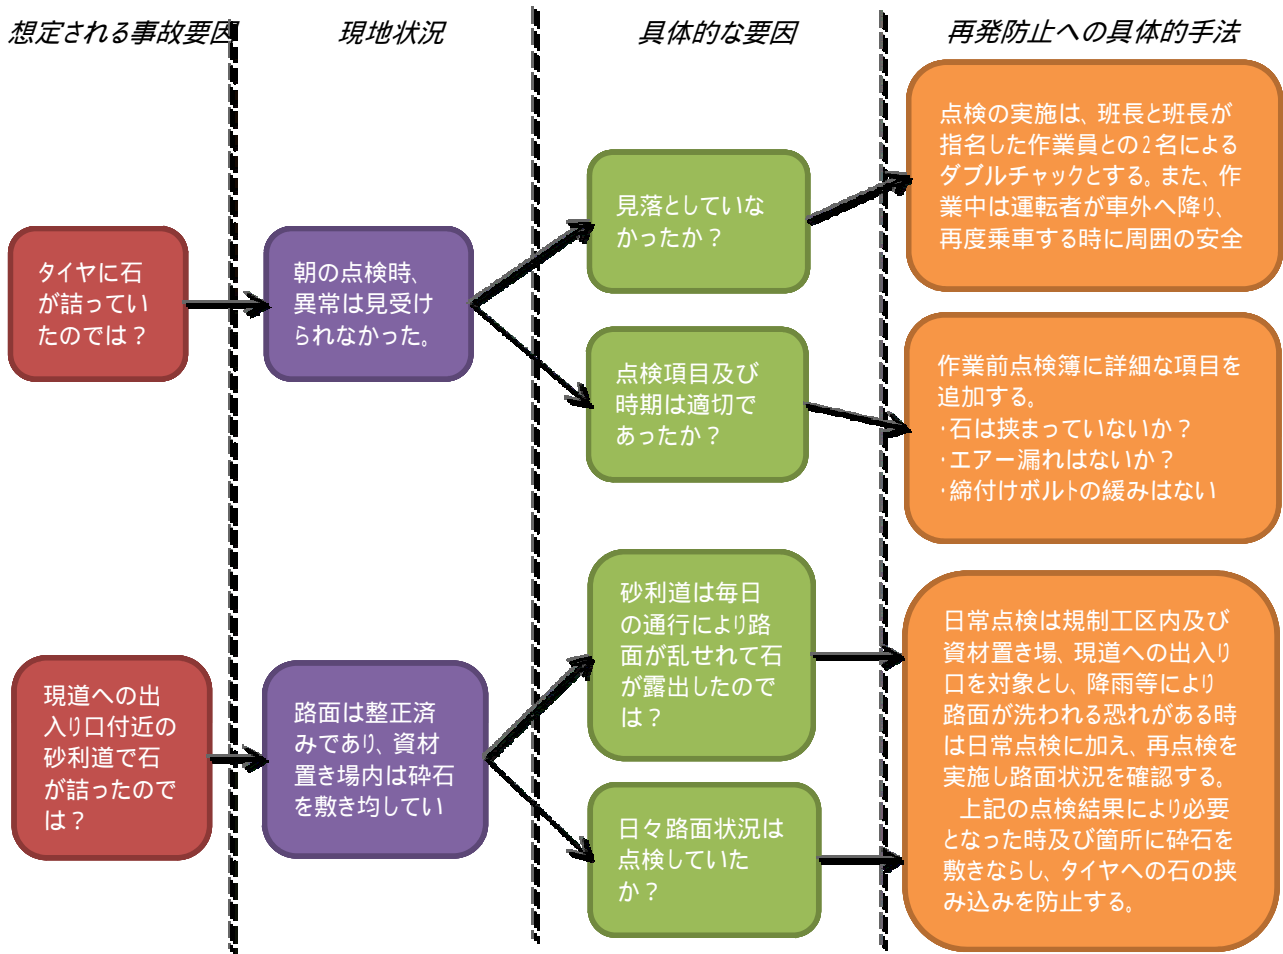 想定される事故要因
現地状況
具体的な要因
再発防止への具体的手法
タイヤに石
が詰ってい
たのでは？
朝の点検時、
異常は見受け
られなかった。
見落としていな
かったか？
点検の実施は、班長と班長が
指名した作業員との2名による
ダブルチャックとする。また、作
業中は運転者が車外へ降り、
再度乗車する時に周囲の安全
点検項目及び
時期は適切で
あったか？
作業前点検簿に詳細な項目を
追加する。
・石は挟まっていないか？
・エアー漏れはないか？
・締付けボルトの緩みはない
現道への出
入り口付近の
砂利道で石
が詰ったので
は？
路面は整正済
みであり、資材
置き場内は砕石
を敷き均してい
砂利道は毎日
の通行により路
面が乱せれて石
が露出したので
は？
日々路面状況は
点検していた
か？
日常点検は規制工区内及び
資材置き場、現道への出入り
口を対象とし、降雨等により
路面が洗われる恐れがある時
は日常点検に加え、再点検を
実施し路面状況を確認する。
上記の点検結果により必要
となった時及び箇所に砕石を
敷きならし、タイヤへの石の挟
み込みを防止する。